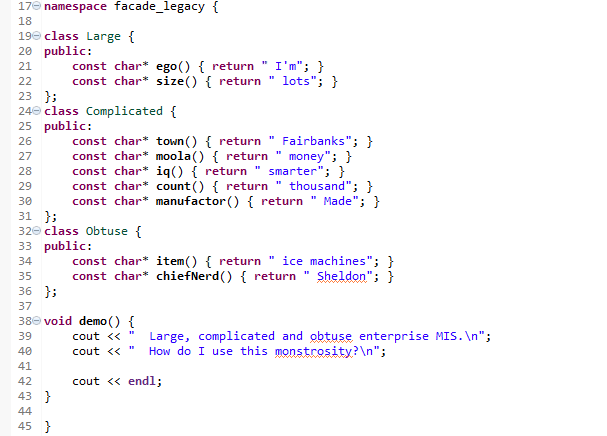 17 namespace facade_legacy {
18
19 class Large {
20 public:
21     const char* ego() { return " I'm"; }
22     const char* size() { return " lots"; }
23 };
24 class Complicated {
25 public:
26     const char* town() { return " Fairbanks"; }
27     const char* moola() { return " money"; }
28     const char* iq() { return " smarter"; }
29     const char* count() { return " thousand"; }
30     const char* manufactor() { return " Made"; }
31 };
32 class Obtuse {
33 public:
34     const char* item() { return " ice machines"; }
35     const char* chiefNerd() { return " Sheldon"; }
36 };
37
38 void demo() {
39     cout << "  Large, complicated and obtuse enterprise MIS.\n";
40     cout << "  How do I use this monstrosity?\n";
41
42     cout << endl;
43 }
44
45 }